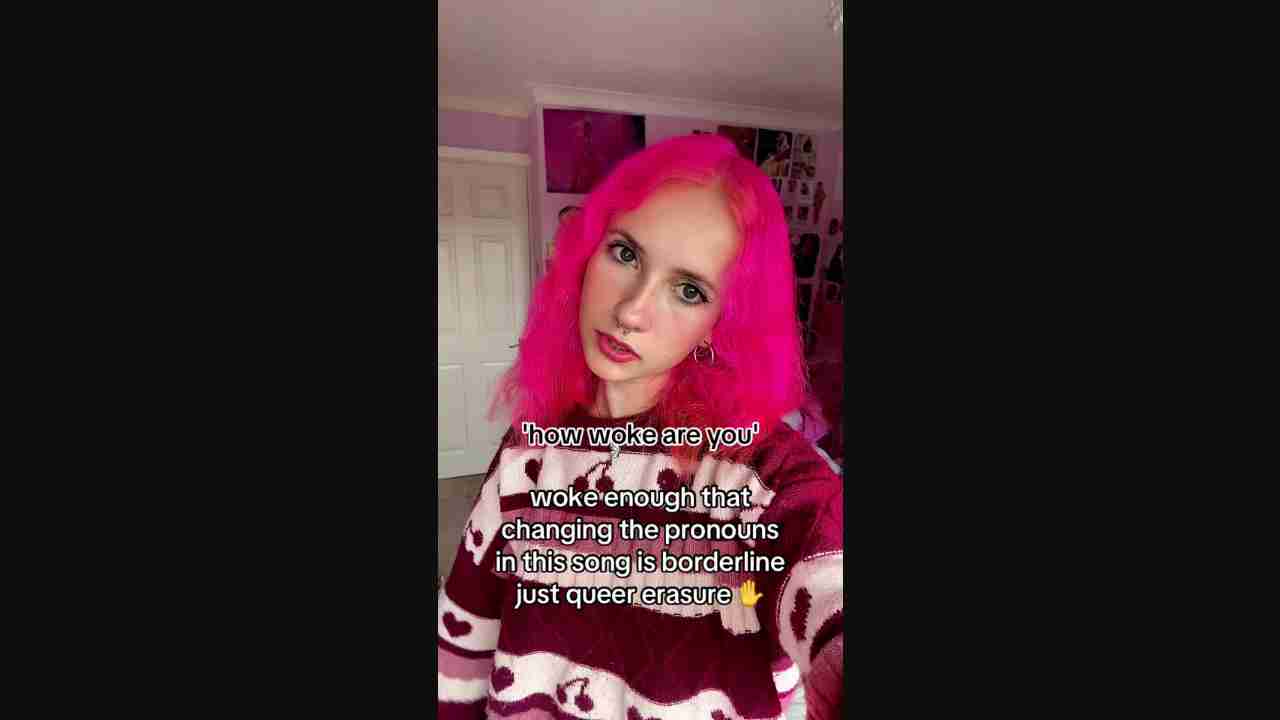 'how woke are you'
woke enough that
changing the pronouns
in this song is borderline
just queer erasure ✋